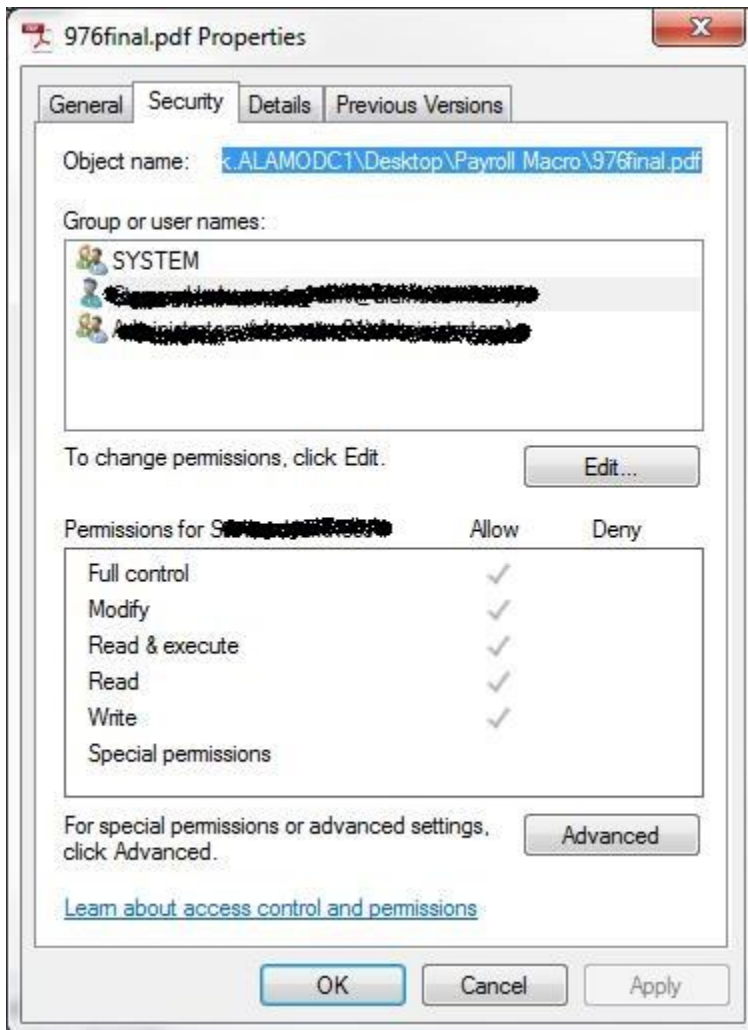 976final.pdf Properties
General Security Details Previous Versions
Object name: k.ALAMODC1\Desktop\Payroll Macro\976final.pdf
Group or user names:
SYSTEM
To change permissions, click Edit.
Edit...
Permissions for Allow Deny
Full control
Modify
Read & execute
Read
Write
Special permissions
For special permissions or advanced settings,
click Advanced.
Advanced
Learn about access control and permissions
OK Cancel Apply